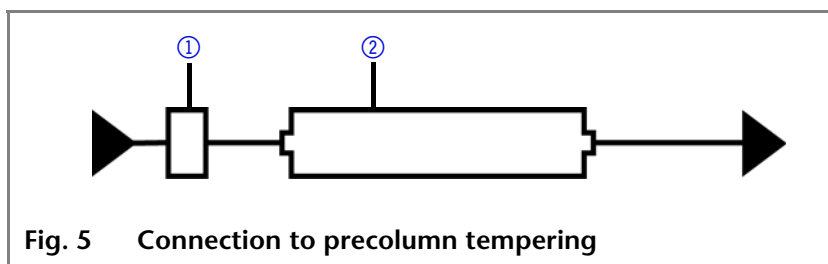 ① ②
Fig. 5 Connection to precolumn tempering